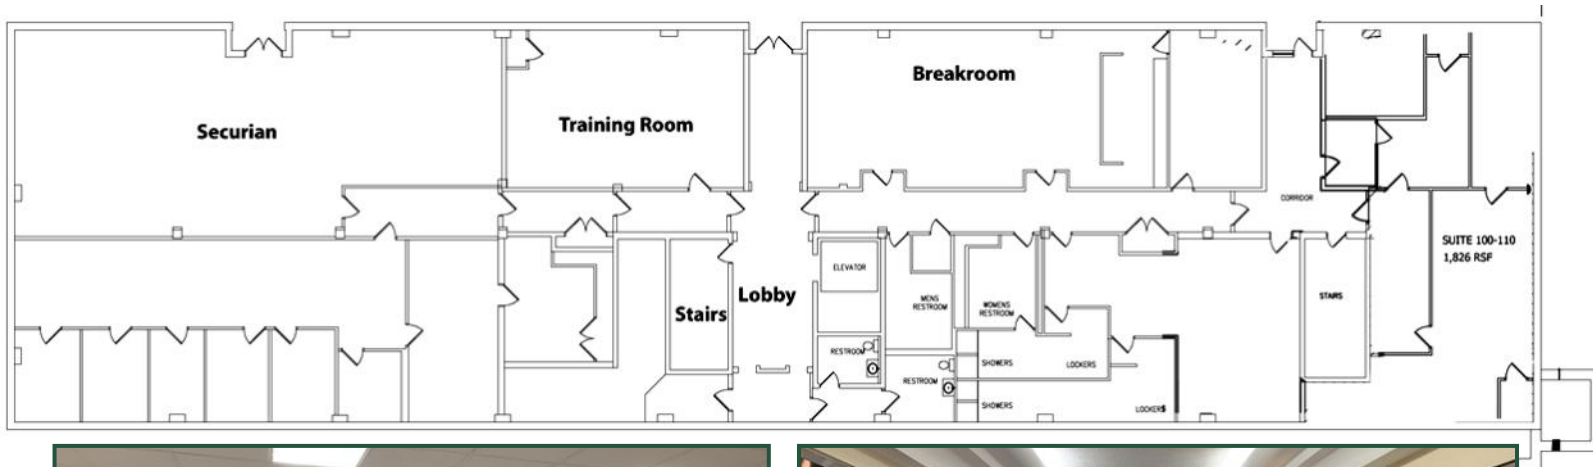 Breakroom
Training Room
Securian
CORRIDOR
SUITE 100-110
1,826 RSF
ELEVATOR
Lobby
STAIRS
MENS
RESTROOM
WOMENS
RESTROOM
Stairs
RESTROOM
SHOWERS
LOCKERS
RESTROOM
SHOWERS
LOCKERS